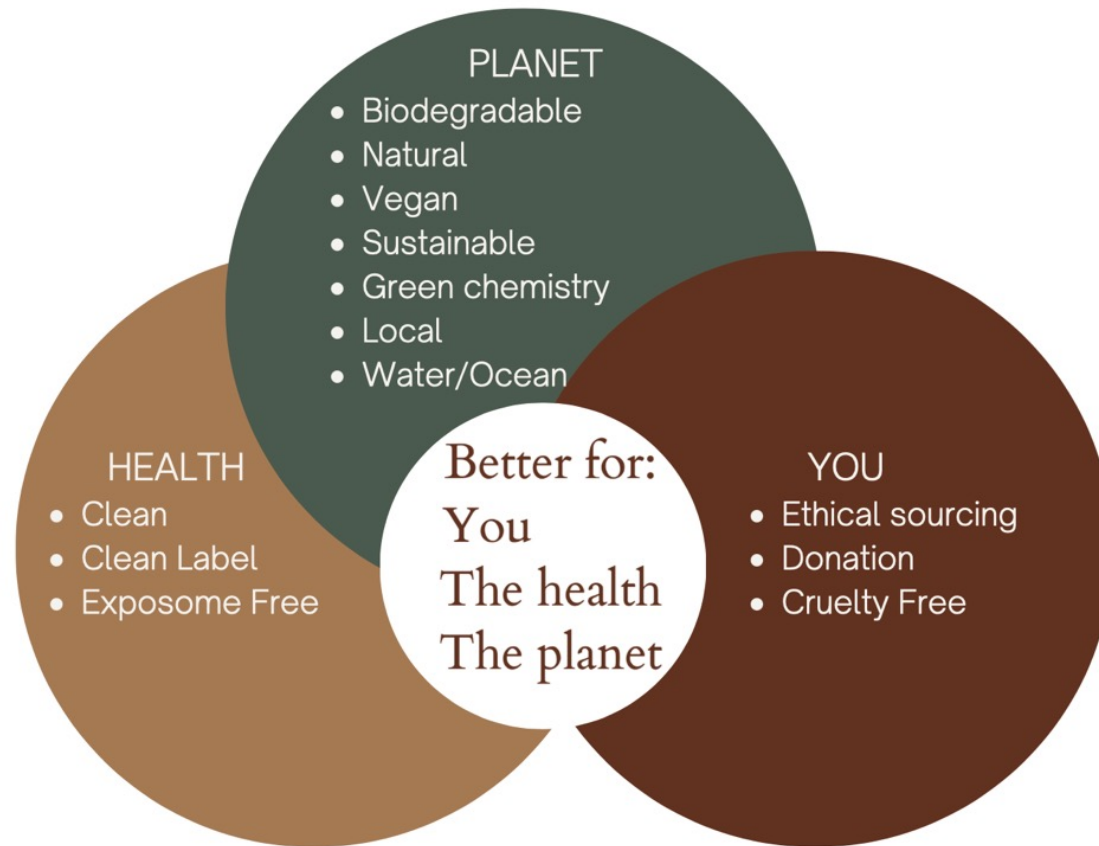 PLANET
• Biodegradable
• Natural
• Vegan
• Sustainable
• Green chemistry
• Local
• Water/Ocean
HEALTH
• Clean
• Clean Label
• Exposome Free
Better for:
You
The health
The planet
YOU
• Ethical sourcing
• Donation
• Cruelty Free